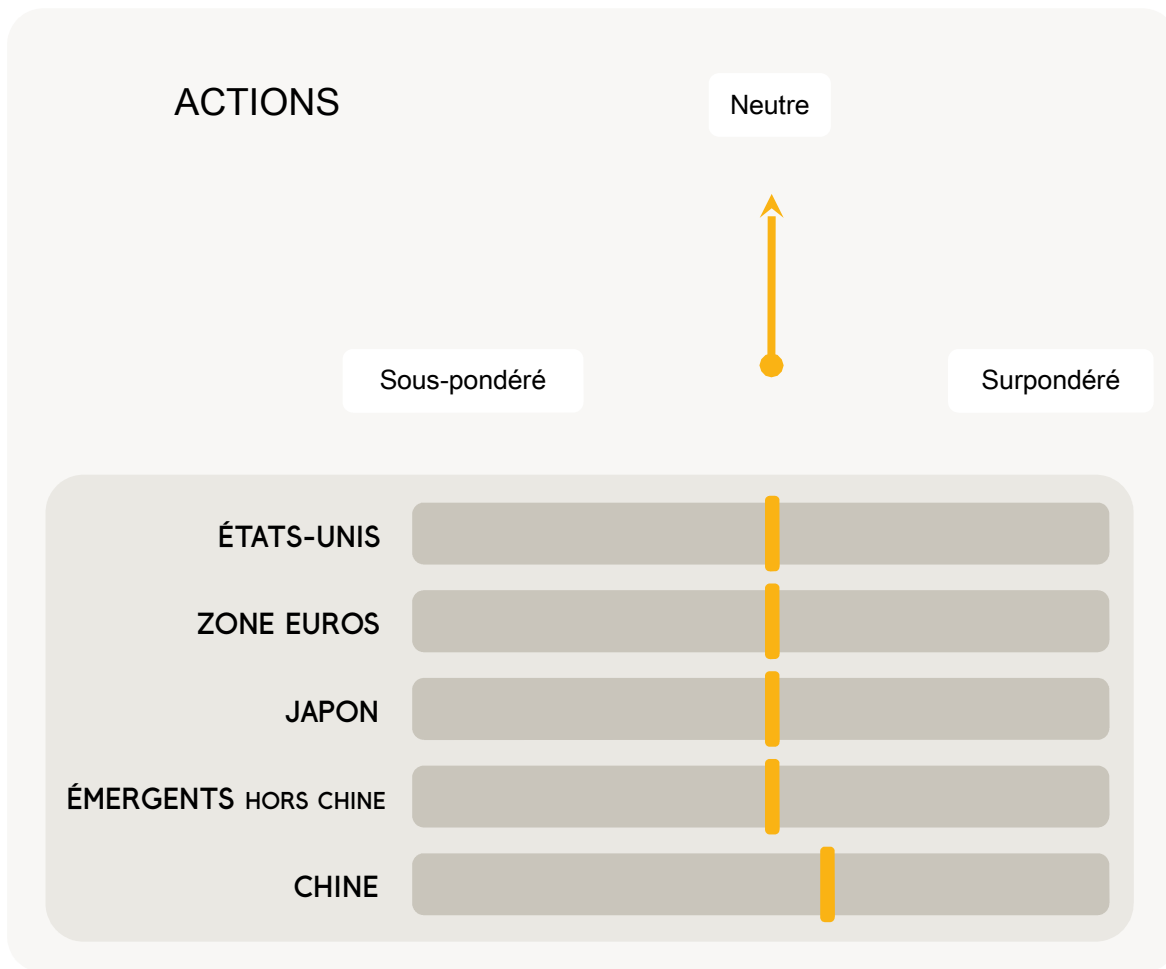 ACTIONS
Neutre
Sous-pondéré
Surpondéré
ÉTATS-UNIS
ZONE EUROS
JAPON
ÉMERGENTS HORS CHINE
CHINE